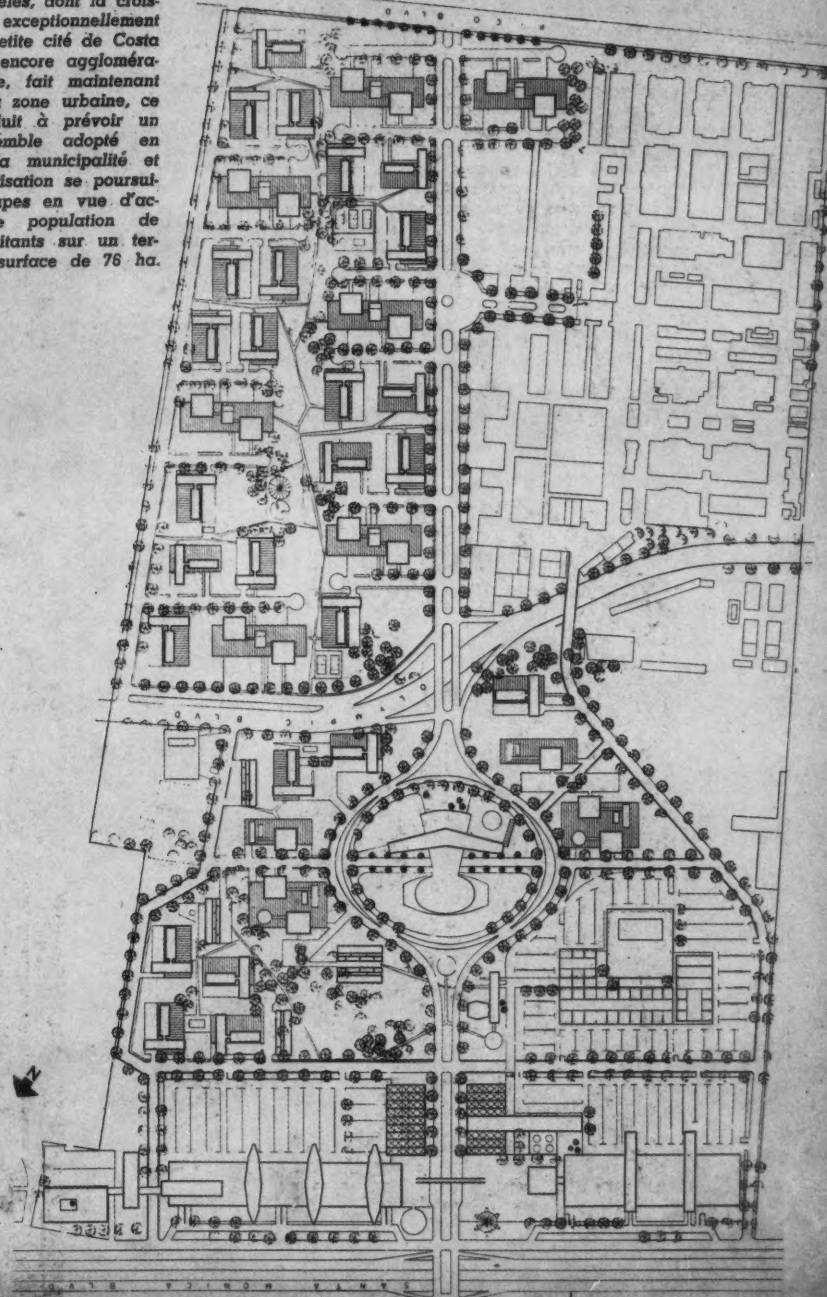 eles, dont la crois-
exceptionnellement
etite cité de Costa
encore aggloméra-
e, fait maintenant
zone urbaine, ce
duit à prévoir un
emble adopté en
a municipalité et
isation se poursui-
apes en vue d'ac-
e population de
itants sur un ter-
surface de 76 ha.
PICO BLVD
OLYMPIC BLVD
N
SANTA MONICA BLVD